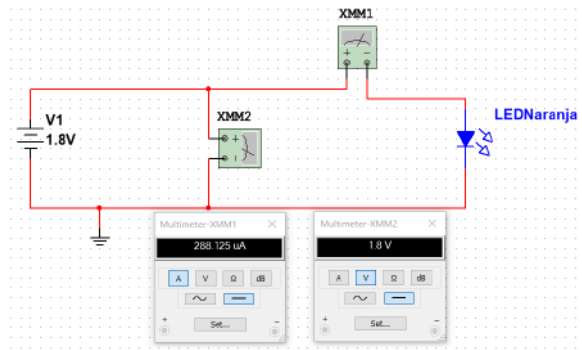 XMM1
V1
1.8V
XMM2
LEDNaranja
Multimeter-XMM1
288.125 uA
A V Ω dB
Set...
+ -
Multimeter-XMM2
1.8 V
A V Ω dB
Set...
+ -